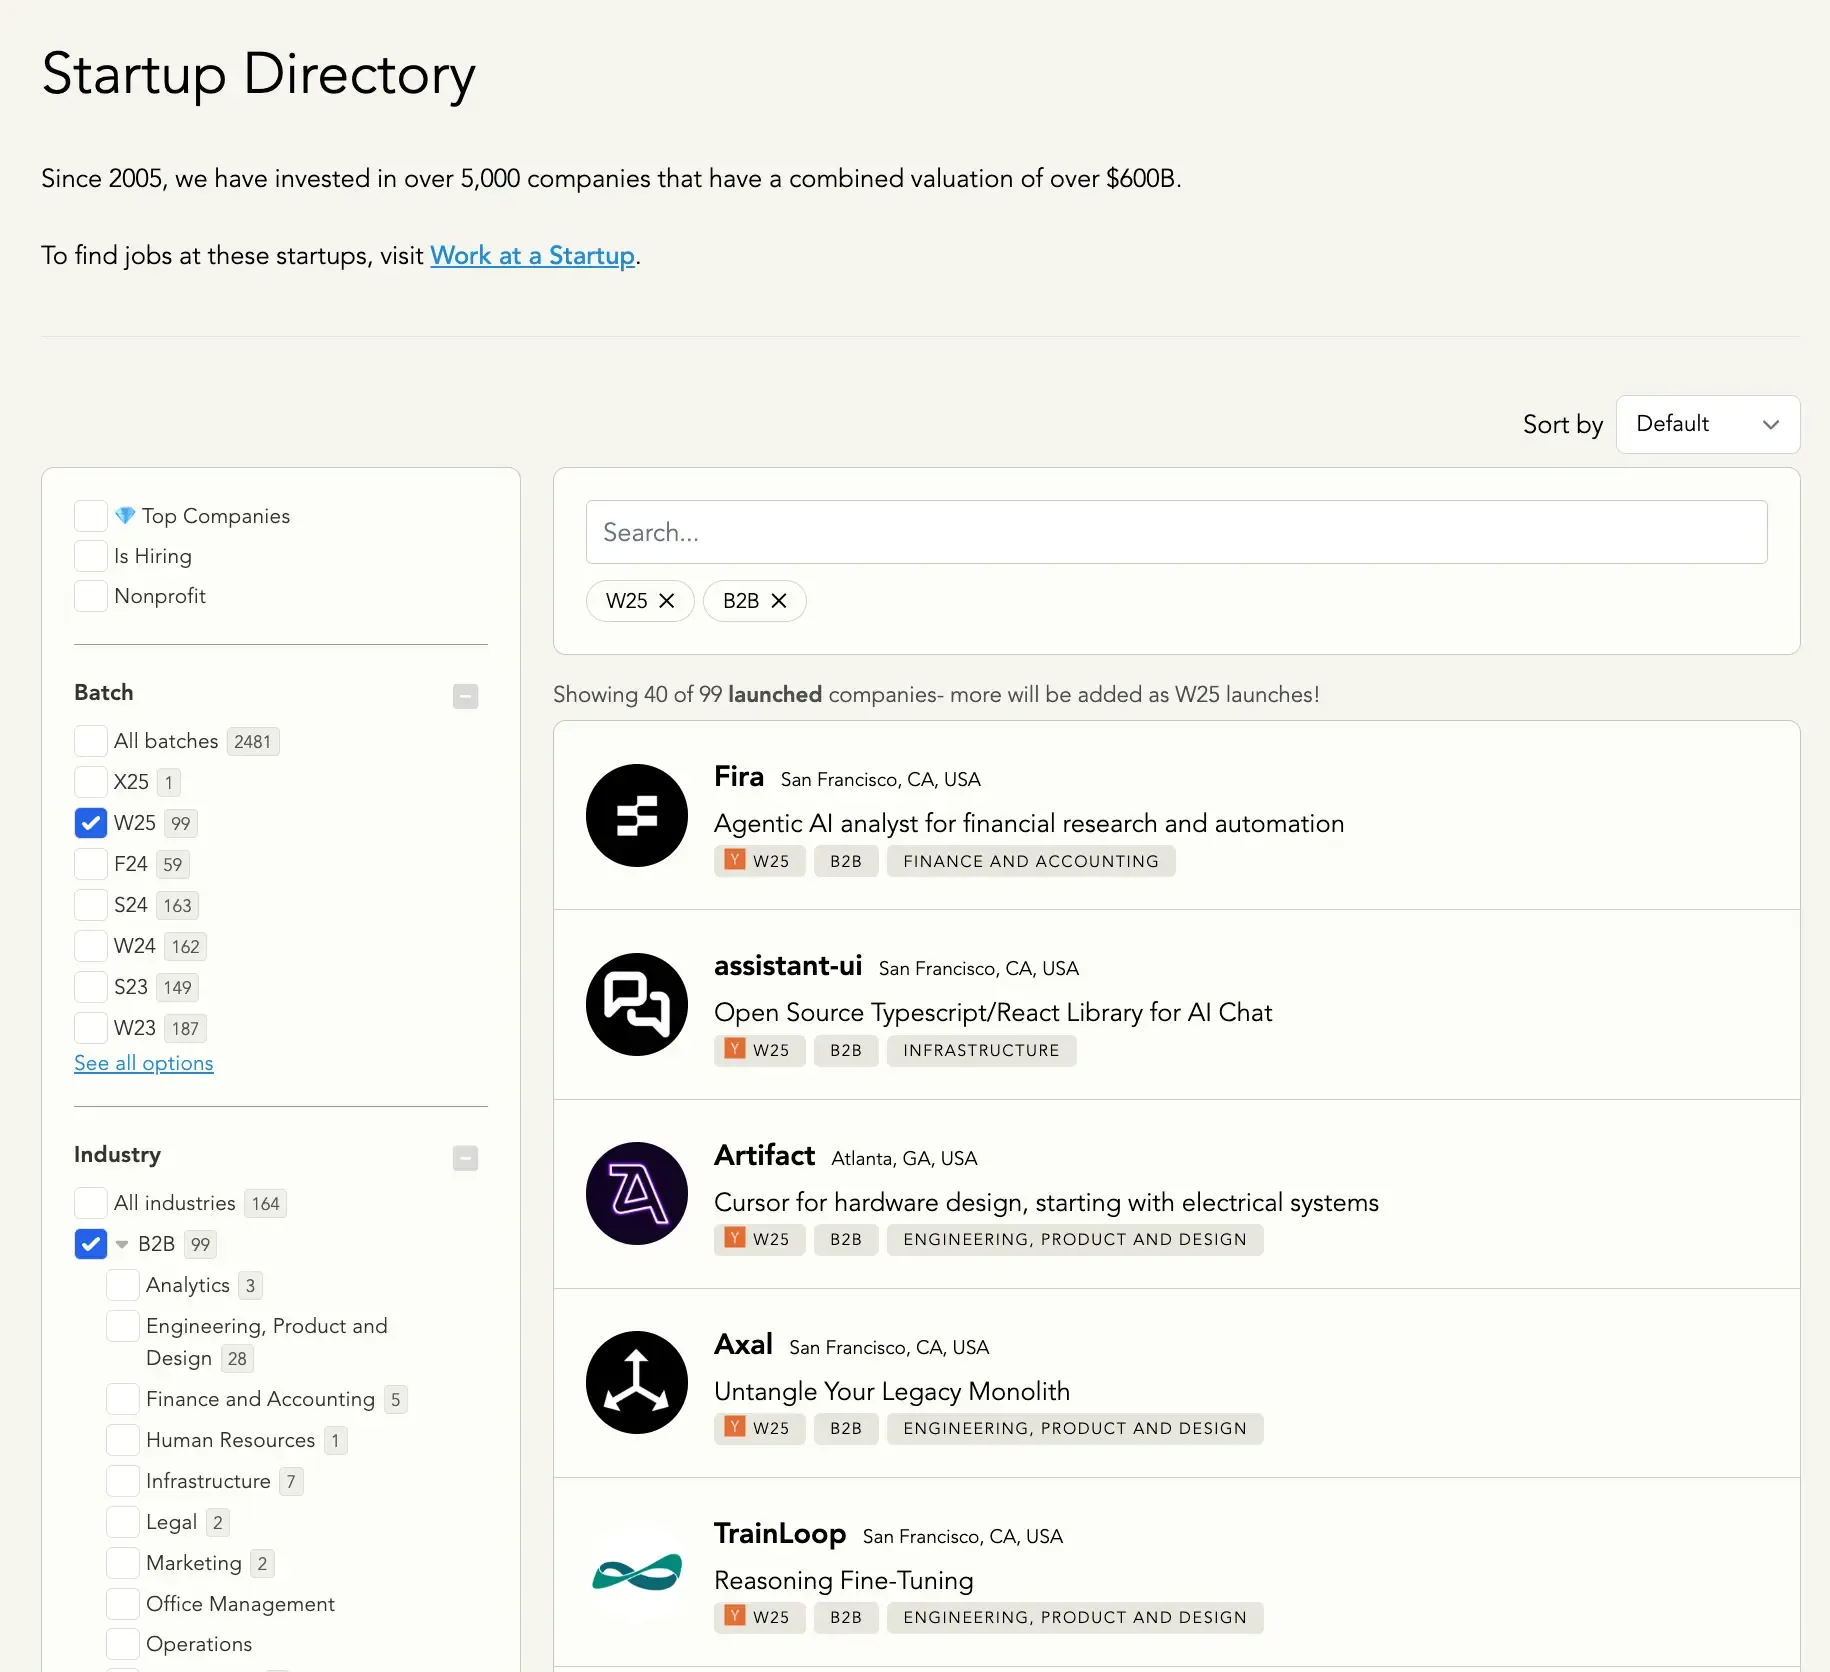 Startup Directory
Since 2005, we have invested in over 5,000 companies that have a combined valuation of over $600B.
To find jobs at these startups, visit Work at a Startup.
Sort by Default
💎 Top Companies
Is Hiring
Nonprofit
Batch
All batches 2481
X25 1
W25 99
F24 59
S24 163
W24 162
S23 149
W23 187
See all options
Industry
All industries 164
B2B 99
Analytics 3
Engineering, Product and
Design 28
Finance and Accounting 5
Human Resources 1
Infrastructure 7
Legal 2
Marketing 2
Office Management
Operations
Search...
W25 B2B
Showing 40 of 99 launched companies- more will be added as W25 launches!
Fira San Francisco, CA, USA
Agentic AI analyst for financial research and automation
Y W25 B2B FINANCE AND ACCOUNTING
assistant-ui San Francisco, CA, USA
Open Source Typescript/React Library for AI Chat
Y W25 B2B INFRASTRUCTURE
Artifact Atlanta, GA, USA
Cursor for hardware design, starting with electrical systems
Y W25 B2B ENGINEERING, PRODUCT AND DESIGN
Axal San Francisco, CA, USA
Untangle Your Legacy Monolith
Y W25 B2B ENGINEERING, PRODUCT AND DESIGN
TrainLoop San Francisco, CA, USA
Reasoning Fine-Tuning
Y W25 B2B ENGINEERING, PRODUCT AND DESIGN